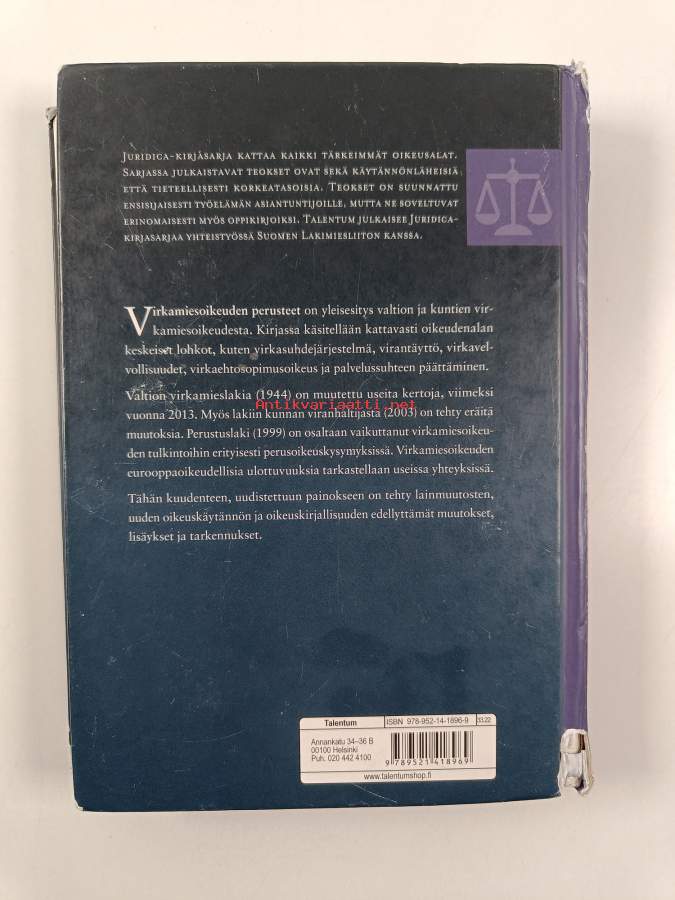 Juridica-kirjasarja kattaa kaikki tärkeimmät oikeusalat.
Sarjassa julkaistavat teokset ovat sekä käytännönläheisiä
että tieteellisesti korkeatasoisia. Teokset on suunnattu
ensisijaisesti työelämän asiantuntijoille, mutta ne soveltuvat
erinomaisesti myös oppikirjoiksi. Talentum julkaisee Juridica-
kirjasarjaa yhteistyössä Suomen Lakimiesliiton kanssa.
Virkamiesoikeuden perusteet on yleisesitys valtion ja kuntien vir-
kamiesoikeudesta. Kirjassa käsitellään kattavasti oikeudenalan
keskeiset lohkot, kuten virkasuhdejärjestelmä, virantäyttö, virkavel-
vollisuudet, virkaehtosopimusoikeus ja palvelussuhteen päättäminen.
Valtion virkamieslakia (1944) on muutettu useita kertoja, viimeksi
Antikvariaatti.net
vuonna 2013. Myös lakiin kunnan viranhaltijasta (2003) on tehty eräitä
muutoksia. Perustuslaki (1999) on osaltaan vaikuttanut virkamiesoikeu-
den tulkintoihin erityisesti perusoikeuskysymyksissä. Virkamiesoikeuden
eurooppaoikeudellisia ulottuvuuksia tarkastellaan useissa yhteyksissä.
Tähän kuudenteen, uudistettuun painokseen on tehty lainmuutosten,
uuden oikeuskäytännön ja oikeuskirjallisuuden edellyttämät muutokset,
lisäykset ja tarkennukset.
Talentum ISBN 978-952-14-1896-9 33.22
Annankatu 34–36 B
00100 Helsinki
Puh. 020 442 4100
9 789521 418969
www.talentumshop.fi